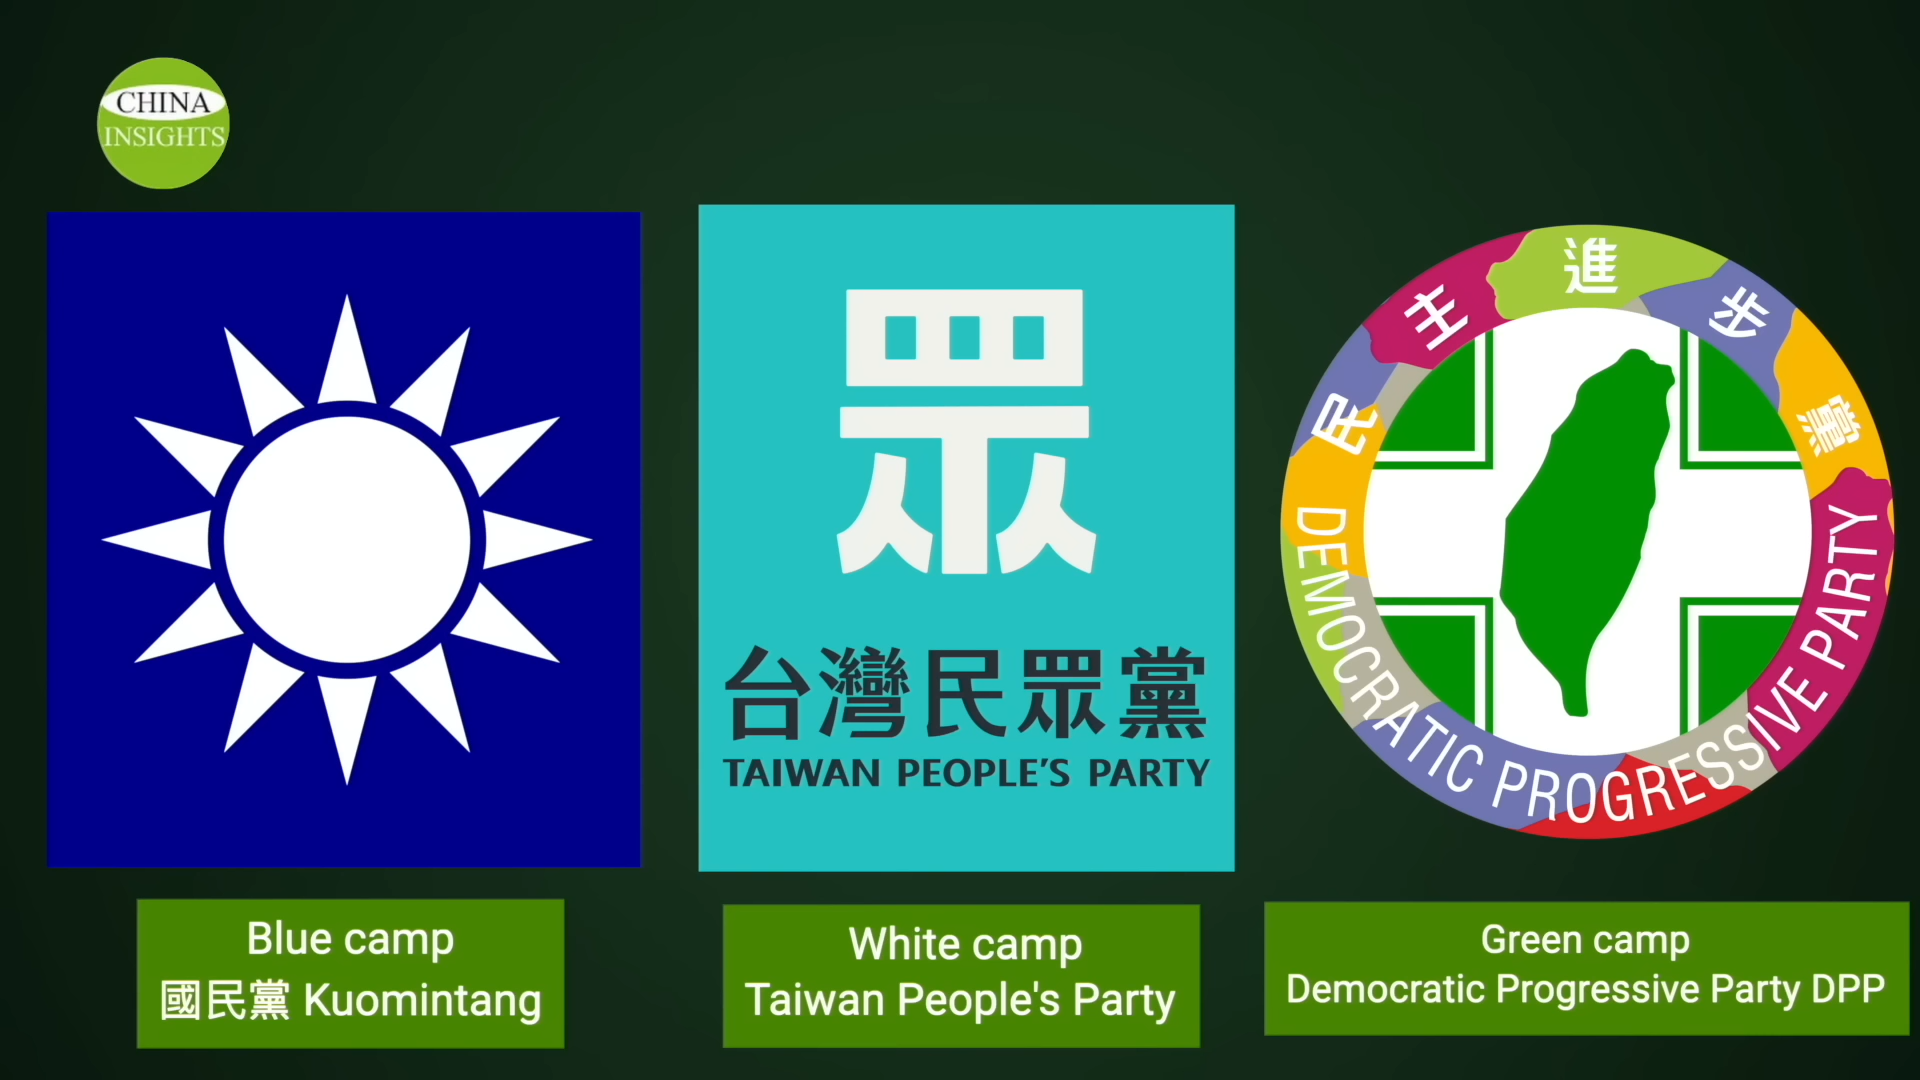 CHINA
INSIGHTS
眾
台灣民眾黨
TAIWAN PEOPLE'S PARTY
民主進步黨
DEMOCRATIC PROGRESSIVE PARTY
Blue camp
國民黨 Kuomintang
White camp
Taiwan People's Party
Green camp
Democratic Progressive Party DPP